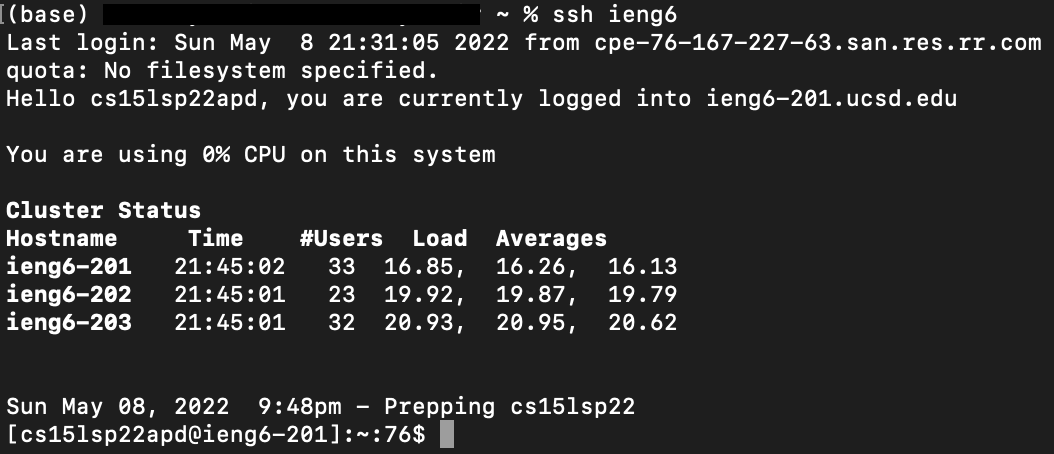 (base) ~ % ssh ieng6
Last login: Sun May  8 21:31:05 2022 from cpe-76-167-227-63.san.res.rr.com
quota: No filesystem specified.
Hello cs15lsp22apd, you are currently logged into ieng6-201.ucsd.edu
You are using 0% CPU on this system
Cluster Status
Hostname     Time    #Users  Load  Averages
ieng6-201   21:45:02   33  16.85,  16.26,  16.13
ieng6-202   21:45:01   23  19.92,  19.87,  19.79
ieng6-203   21:45:01   32  20.93,  20.95,  20.62
Sun May 08, 2022  9:48pm - Prepping cs15lsp22
[cs15lsp22apd@ieng6-201]:~:76$